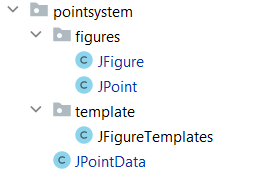 pointsystem
figures
C JFigure
C JPoint
template
C JFigureTemplates
C JPointData